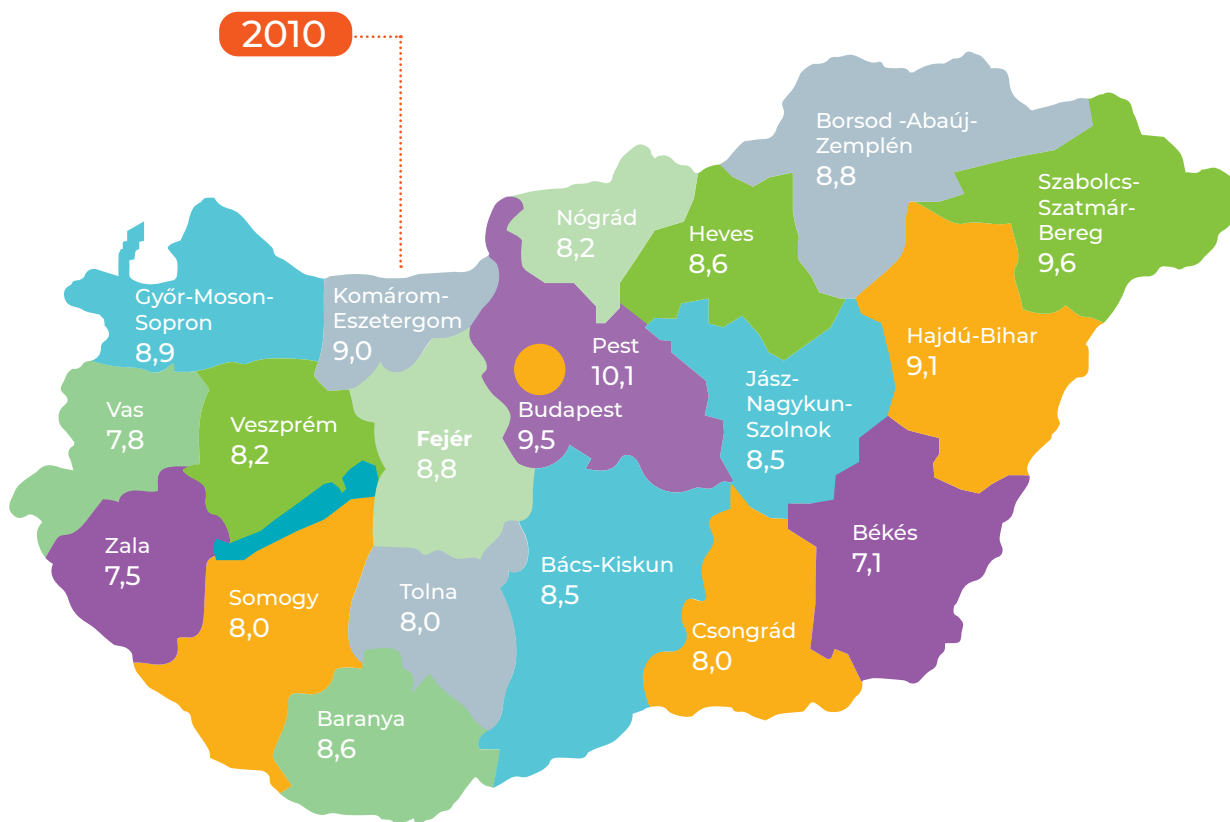 2010
Borsod -Abaúj-
Zemplén
8,8
Szabolcs-
Szatmár-
Bereg
9,6
Nógrád
8,2
Heves
8,6
Győr-Moson-
Sopron
8,9
Komárom-
Eszetergom
9,0
Pest
10,1
Hajdú-Bihar
9,1
Jász-
Nagykun-
Szolnok
8,5
Vas
7,8
Veszprém
8,2
Fejér
8,8
Budapest
9,5
Zala
7,5
Somogy
8,0
Tolna
8,0
Bács-Kiskun
8,5
Békés
7,1
Csongrád
8,0
Baranya
8,6